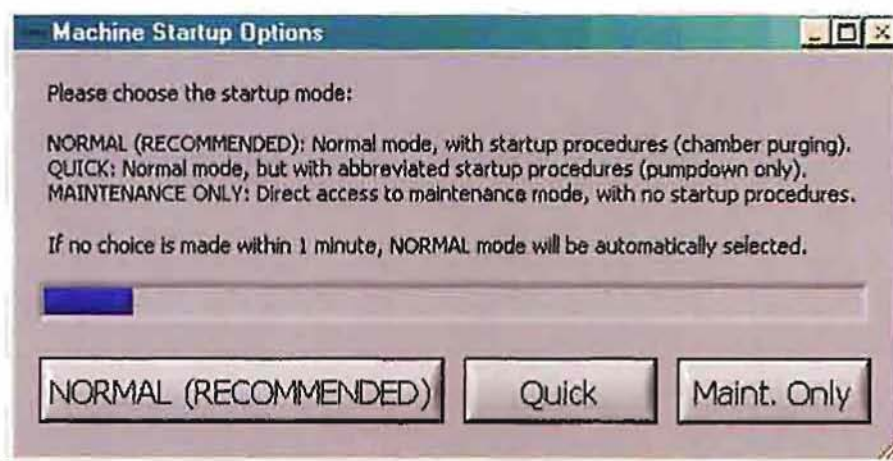 Machine Startup Options
Please choose the startup mode:
NORMAL (RECOMMENDED): Normal mode, with startup procedures (chamber purging).
QUICK: Normal mode, but with abbreviated startup procedures (pumpdown only).
MAINTENANCE ONLY: Direct access to maintenance mode, with no startup procedures.
If no choice is made within 1 minute, NORMAL mode will be automatically selected.
NORMAL (RECOMMENDED) Quick Maint. Only